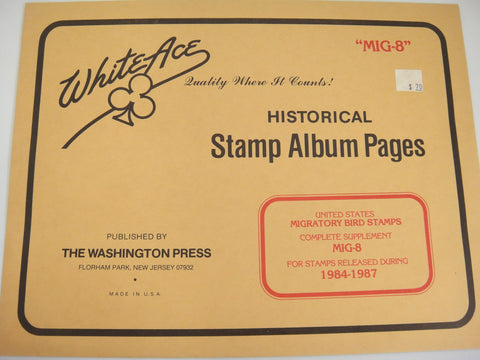 "MIG-8"
White Ace
Quality Where It Counts!
$ .70
HISTORICAL
Stamp Album Pages
UNITED STATES
MIGRATORY BIRD STAMPS
COMPLETE SUPPLEMENT
MIG-8
FOR STAMPS RELEASED DURING
1984-1987
PUBLISHED BY
THE WASHINGTON PRESS
FLORHAM PARK, NEW JERSEY 07932
MADE IN U.S.A.